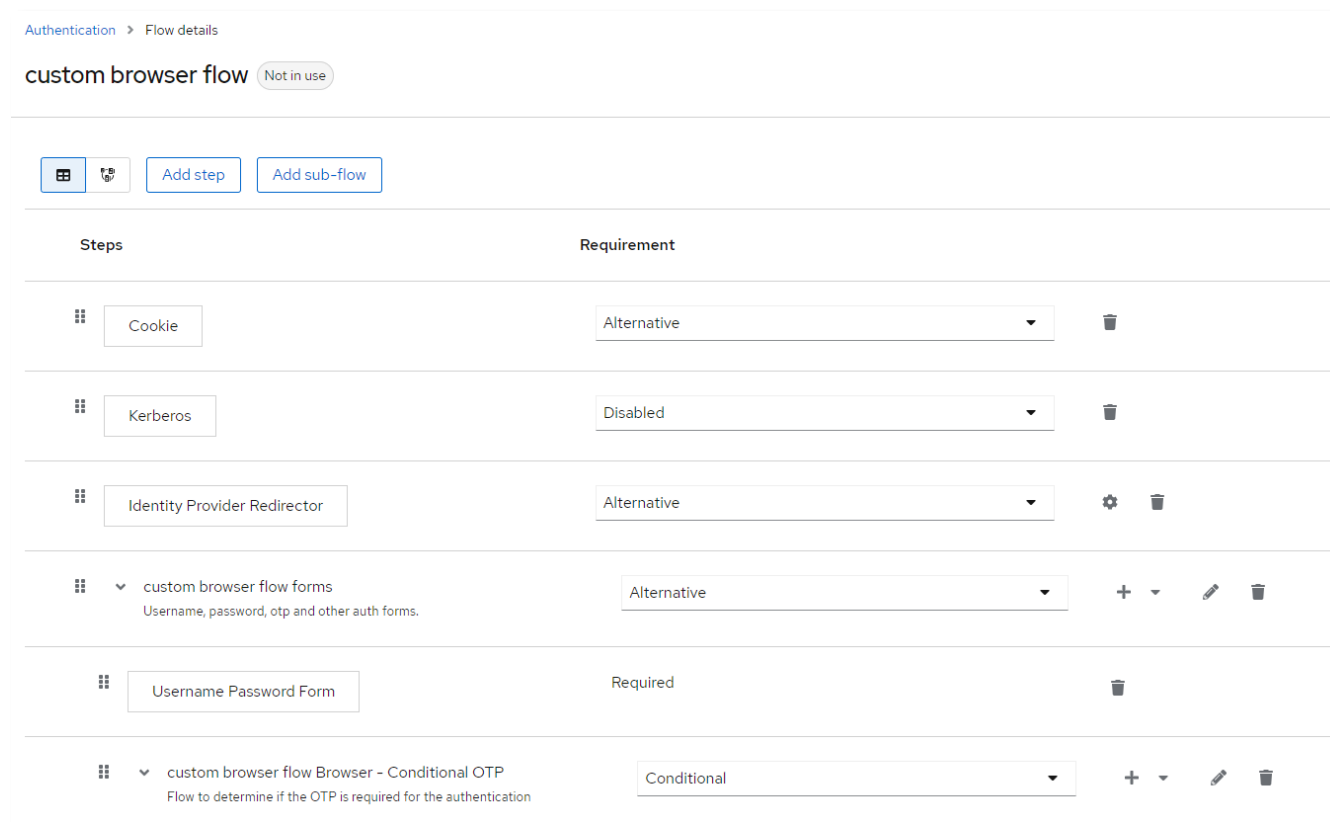 Authentication > Flow details
custom browser flow Not in use
Add step Add sub-flow
Steps Requirement
Cookie Alternative
Kerberos Disabled
Identity Provider Redirector Alternative
custom browser flow forms Alternative
Username, password, otp and other auth forms.
Username Password Form Required
custom browser flow Browser - Conditional OTP Conditional
Flow to determine if the OTP is required for the authentication